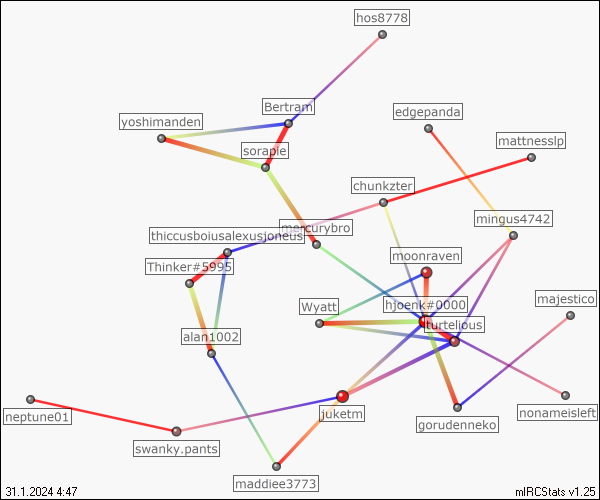 hos8778
Bertram
edgepanda
yoshimanden
mattnesslp
sorapie
chunkzter
mingus4742
mercurybro
thiccusboiusalexusjoneus
moonraven
Thinker#5995
hjoenk#0000
majestico
Wyatt
turtelious
alan1002
neptune01
juketm
nonameisleft
gorudenneko
swanky.pants
maddiee3773
31.1.2024 4:47
mIRCStats v1.25